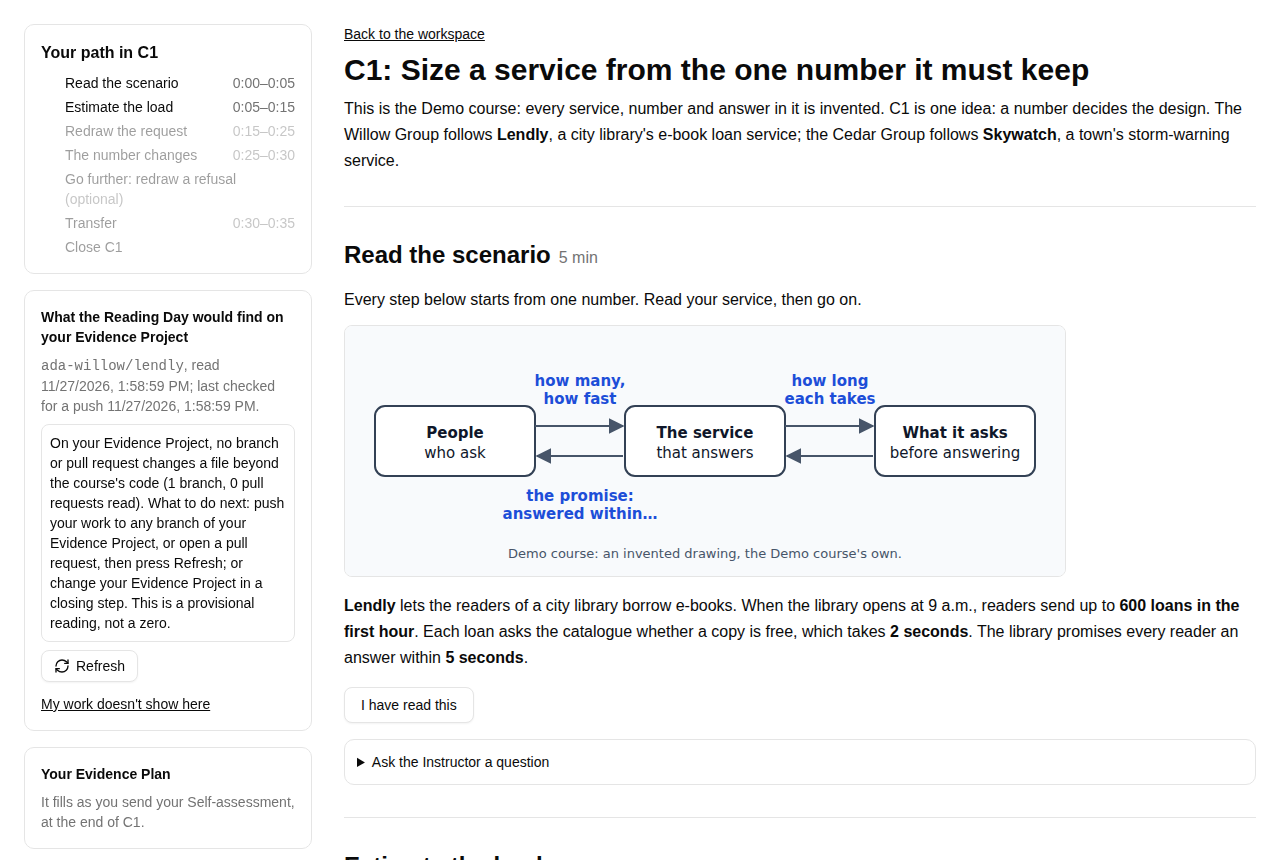 Your path in C1
Read the scenario 0:00–0:05
Estimate the load 0:05–0:15
Redraw the request 0:15–0:25
The number changes 0:25–0:30
Go further: redraw a refusal
(optional)
Transfer 0:30–0:35
Close C1
What the Reading Day would find on
your Evidence Project
ada-willow/lendly, read
11/27/2026, 1:58:59 PM; last checked
for a push 11/27/2026, 1:58:59 PM.
On your Evidence Project, no branch
or pull request changes a file beyond
the course's code (1 branch, 0 pull
requests read). What to do next: push
your work to any branch of your
Evidence Project, or open a pull
request, then press Refresh; or
change your Evidence Project in a
closing step. This is a provisional
reading, not a zero.
Refresh
My work doesn't show here
Your Evidence Plan
It fills as you send your Self-assessment,
at the end of C1.
Back to the workspace
C1: Size a service from the one number it must keep
This is the Demo course: every service, number and answer in it is invented. C1 is one idea: a number decides the design. The
Willow Group follows Lendly, a city library's e-book loan service; the Cedar Group follows Skywatch, a town's storm-warning
service.
Read the scenario 5 min
Every step below starts from one number. Read your service, then go on.
how many,
how fast
how long
each takes
People
who ask
The service
that answers
What it asks
before answering
the promise:
answered within…
Demo course: an invented drawing, the Demo course's own.
Lendly lets the readers of a city library borrow e-books. When the library opens at 9 a.m., readers send up to 600 loans in the
first hour. Each loan asks the catalogue whether a copy is free, which takes 2 seconds. The library promises every reader an
answer within 5 seconds.
I have read this
Ask the Instructor a question